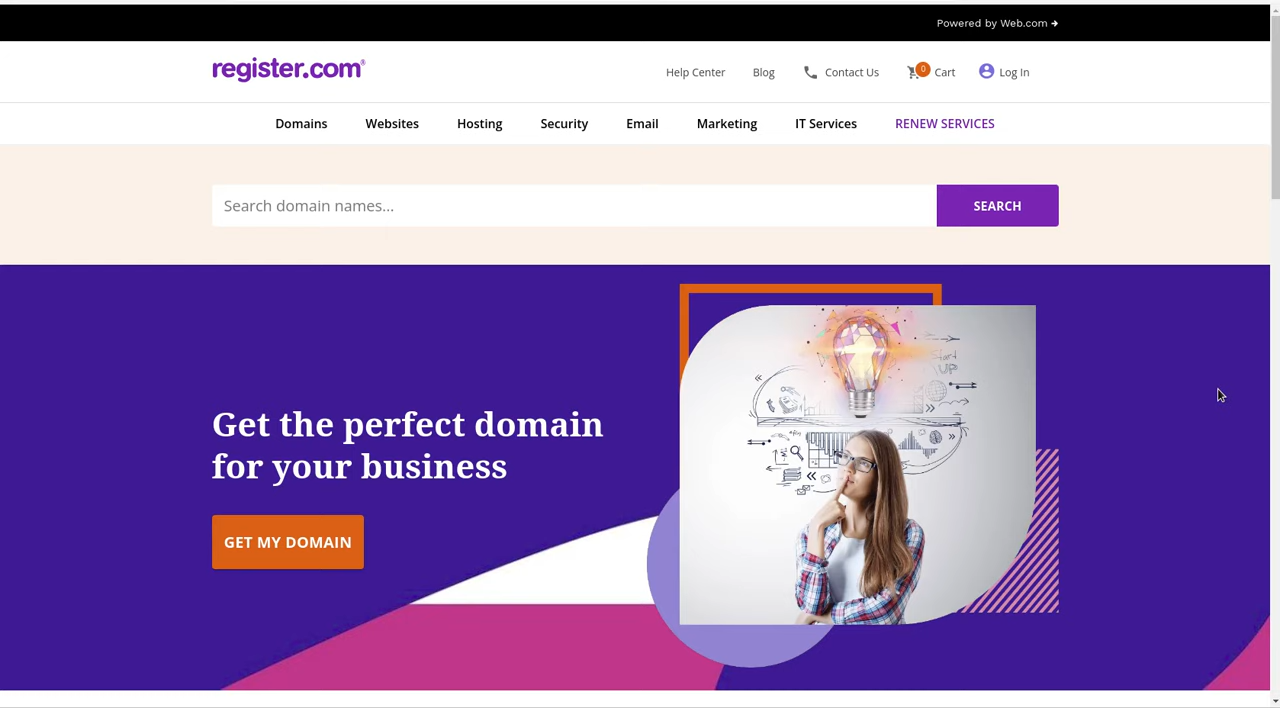 Powered by Web.com →
register.com®
Help Center
Blog
Contact Us
0
Cart
Log In
Domains
Websites
Hosting
Security
Email
Marketing
IT Services
RENEW SERVICES
Search domain names...
SEARCH
Start
UP
Get the perfect domain
for your business
GET MY DOMAIN